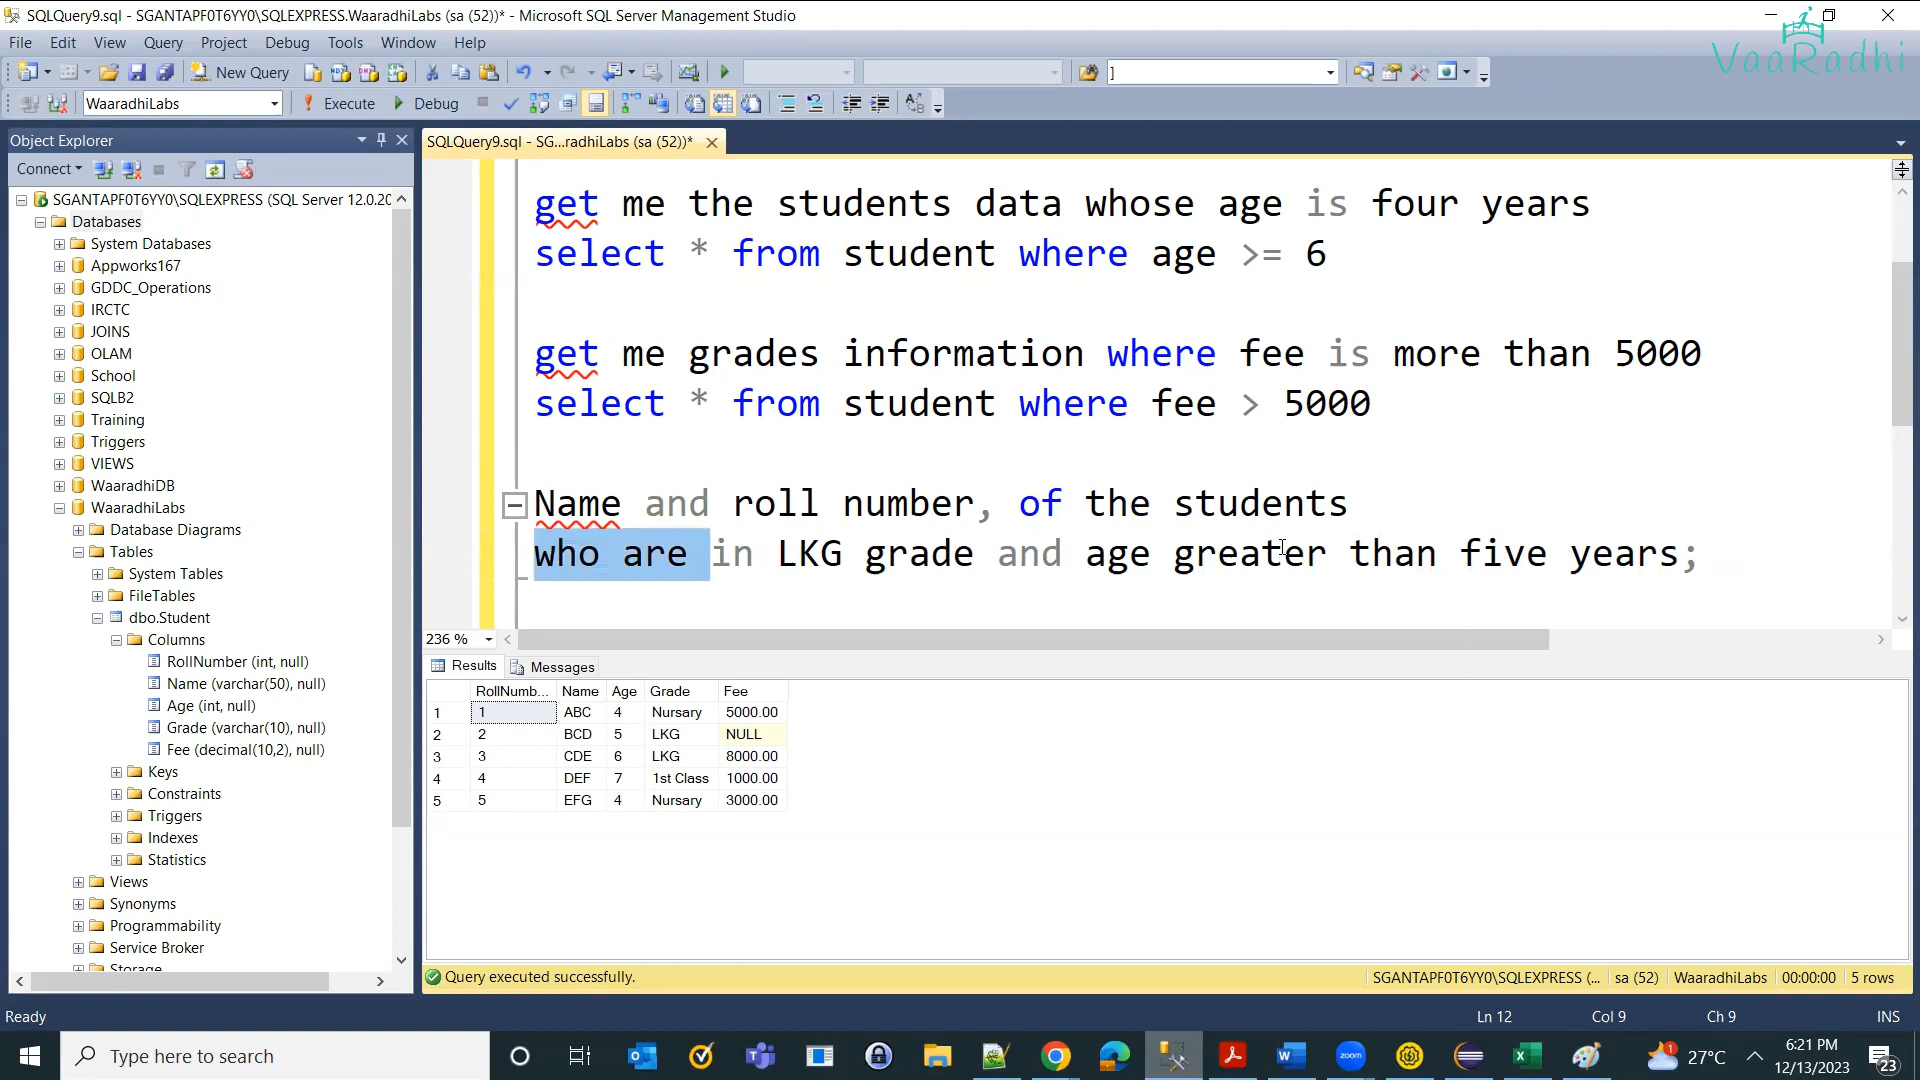 SQLQuery9.sql - SGANTAPF0T6YY0\SQLEXPRESS.WaaradhiLabs (sa (52))* - Microsoft SQL Server Management Studio
VaaRadhi
File Edit View Query Project Debug Tools Window Help
New Query ]
WaaradhiLabs Execute Debug
Object Explorer
SQLQuery9.sql - SG...radhiLabs (sa (52))*
Connect
SGANTAPF0T6YY0\SQLEXPRESS (SQL Server 12.0.20
Databases
System Databases
Appworks167
GDDC_Operations
IRCTC
JOINS
OLAM
School
SQLB2
Training
Triggers
VIEWS
WaaradhiDB
WaaradhiLabs
Database Diagrams
Tables
System Tables
FileTables
dbo.Student
Columns
RollNumber (int, null)
Name (varchar(50), null)
Age (int, null)
Grade (varchar(10), null)
Fee (decimal(10,2), null)
Keys
Constraints
Triggers
Indexes
Statistics
Views
Synonyms
Programmability
Service Broker
Storage
get me the students data whose age is four years
select * from student where age >= 6
get me grades information where fee is more than 5000
select * from student where fee > 5000
Name and roll number, of the students
who are in LKG grade and age greater than five years;
236 %
Results Messages
RollNumb... Name Age Grade Fee
1 1 ABC 4 Nursary 5000.00
2 2 BCD 5 LKG NULL
3 3 CDE 6 LKG 8000.00
4 4 DEF 7 1st Class 1000.00
5 5 EFG 4 Nursary 3000.00
Query executed successfully. SGANTAPF0T6YY0\SQLEXPRESS (... sa (52) WaaradhiLabs 00:00:00 5 rows
Ready Ln 12 Col 9 Ch 9 INS
Type here to search
zoom
27°C
6:21 PM
12/13/2023
23